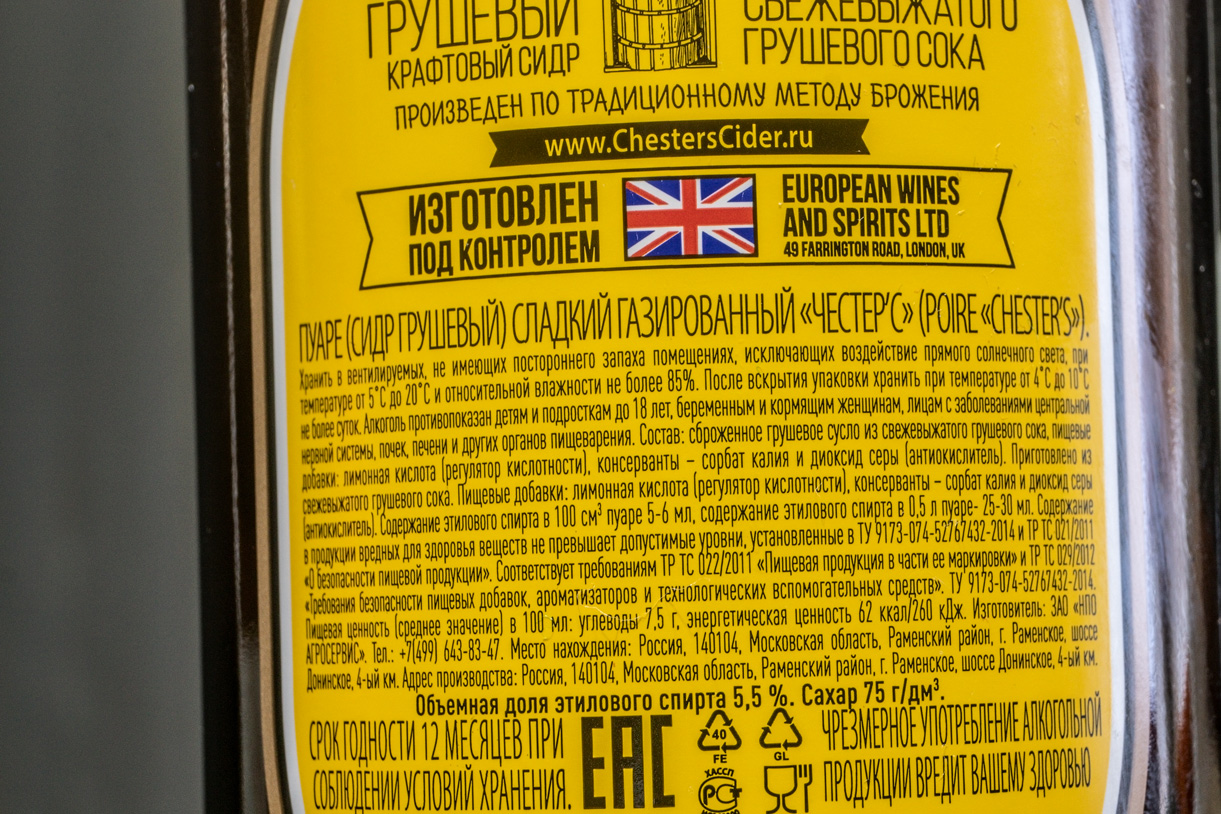 ГРУШЕВЫЙ
КРАФТОВЫЙ СИДР
СВЕЖЕВЫЖАТОГО
ГРУШЕВОГО СОКА
ПРОИЗВЕДЕН ПО ТРАДИЦИОННОМУ МЕТОДУ БРОЖЕНИЯ
www.ChestersCider.ru
ИЗГОТОВЛЕН
ПОД КОНТРОЛЕМ
EUROPEAN WINES
AND SPIRITS LTD
49 FARRINGTON ROAD, LONDON, UK
ПУАРЕ (СИДР ГРУШЕВЫЙ) СЛАДКИЙ ГАЗИРОВАННЫЙ «ЧЕСТЕР'С» (POIRE «CHESTER'S»).
Хранить в вентилируемых, не имеющих постороннего запаха помещениях, исключающих воздействие прямого солнечного света, при
температуре от 5˚С до 20˚С и относительной влажности не более 85%. После вскрытия упаковки хранить при температуре от 4˚С до 10˚С
не более суток. Алкоголь противопоказан детям и подросткам до 18 лет, беременным и кормящим женщинам, лицам с заболеваниями центральной
нервной системы, почек, печени и других органов пищеварения. Состав: сброженное грушевое сусло из свежевыжатого грушевого сока, пищевые
добавки: лимонная кислота (регулятор кислотности), консерванты – сорбат калия и диоксид серы (антиокислитель). Приготовлено из
свежевыжатого грушевого сока. Пищевые добавки: лимонная кислота (регулятор кислотности), консерванты – сорбат калия и диоксид серы
(антиокислитель). Содержание этилового спирта в 100 см³ пуаре 5-6 мл, содержание этилового спирта в 0,5 л пуаре- 25-30 мл. Содержание
в продукции вредных для здоровья веществ не превышает допустимые уровни, установленные в ТУ 9173-074-52767432-2014 и ТР ТС 021/2011
«О безопасности пищевой продукции». Соответствует требованиям ТР ТС 022/2011 «Пищевая продукция в части ее маркировки» и ТР ТС 029/2012
«Требования безопасности пищевых добавок, ароматизаторов и технологических вспомогательных средств». ТУ 9173-074-52767432-2014.
Пищевая ценность (среднее значение) в 100 мл: углеводы 7,5 г, энергетическая ценность 62 ккал/260 кДж. Изготовитель: ЗАО «НПО
АГРОСЕРВИС». Тел.: +7(499) 643-83-47. Место нахождения: Россия, 140104, Московская область, Раменский район, г. Раменское, шоссе
Донинское, 4-ый км. Адрес производства: Россия, 140104, Московская область, Раменский район, г. Раменское, шоссе Донинское, 4-ый км.
Объемная доля этилового спирта 5,5 %. Сахар 75 г/дм³.
СРОК ГОДНОСТИ 12 МЕСЯЦЕВ ПРИ
СОБЛЮДЕНИИ УСЛОВИЙ ХРАНЕНИЯ.
ЕАС
40
FE
GL
ХАССП
РСТ
ЧРЕЗМЕРНОЕ УПОТРЕБЛЕНИЕ АЛКОГОЛЬНОЙ
ПРОДУКЦИИ ВРЕДИТ ВАШЕМУ ЗДОРОВЬЮ